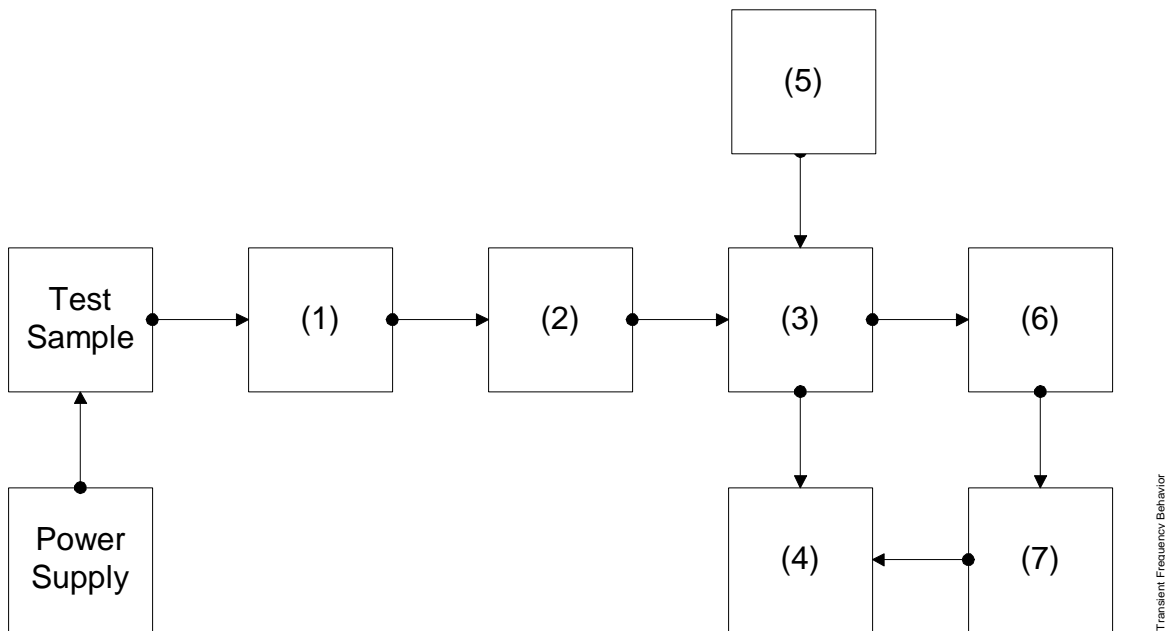 (5)
Test
Sample
(1)
(2)
(3)
(6)
Power
Supply
(4)
(7)
Transient Frequency Behavior